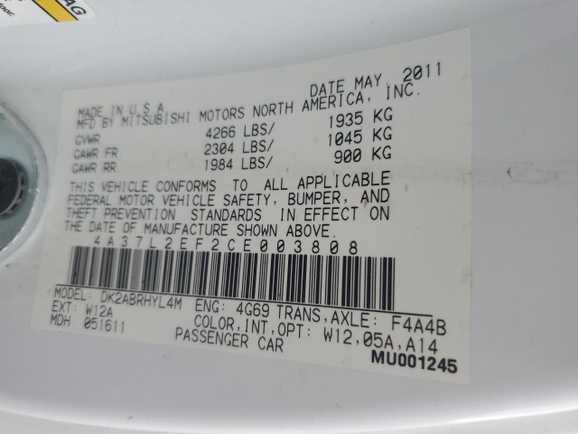 AG
MADE IN U.S.A. DATE MAY 2011
MFD BY MITSUBISHI MOTORS NORTH AMERICA, INC.
GVWR 4266 LBS/ 1935 KG
GAWR FR 2304 LBS/ 1045 KG
GAWR RR 1984 LBS/ 900 KG
THIS VEHICLE CONFORMS TO ALL APPLICABLE
FEDERAL MOTOR VEHICLE SAFETY, BUMPER, AND
THEFT PREVENTION STANDARDS IN EFFECT ON
THE DATE OF MANUFACTURE SHOWN ABOVE.
4A37L2EF2CE003808
MODEL: DK2ABRHYL4M ENG: 4G69 TRANS,AXLE: F4A4B
EXT: W12A COLOR,INT,OPT: W12,05A,A14
MDH 051611 PASSENGER CAR
MU001245